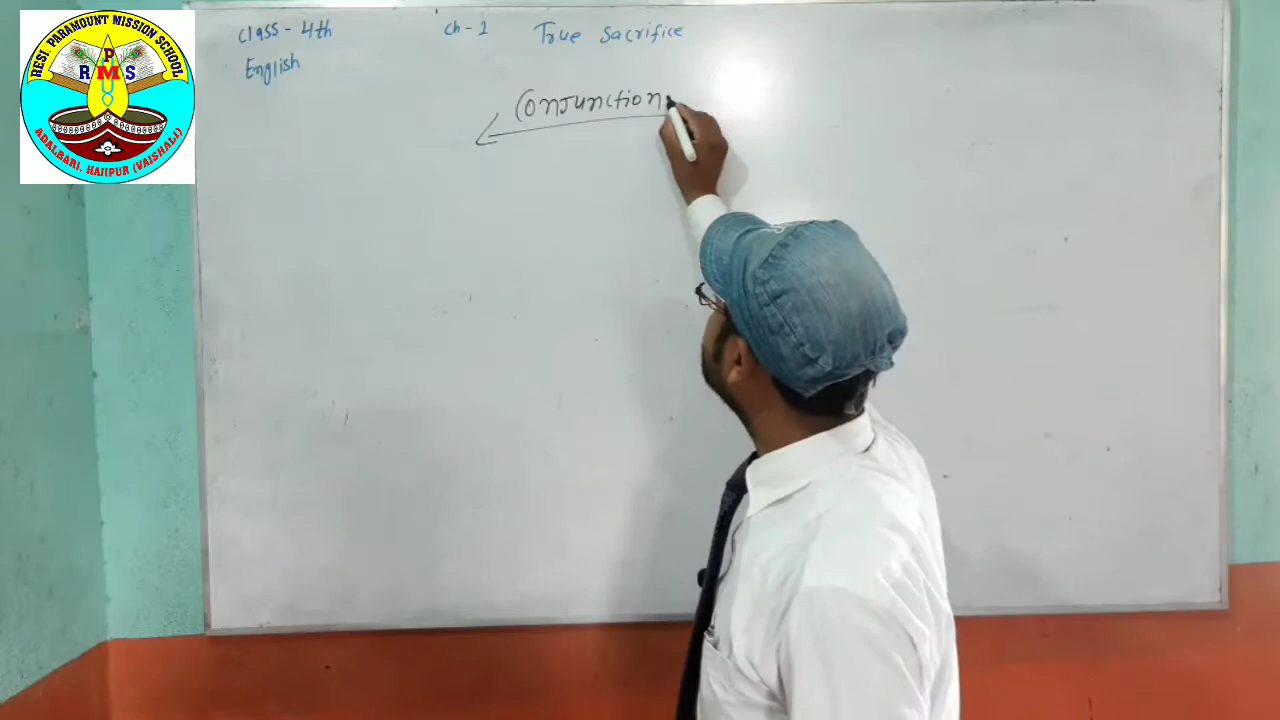 RESI. PARAMOUNT MISSION SCHOOL
P
R M S
U
ADALBARI, HAJIPUR (VAISHALI)
Class - 4th Ch - 1 True Sacrifice
English
Conjunction